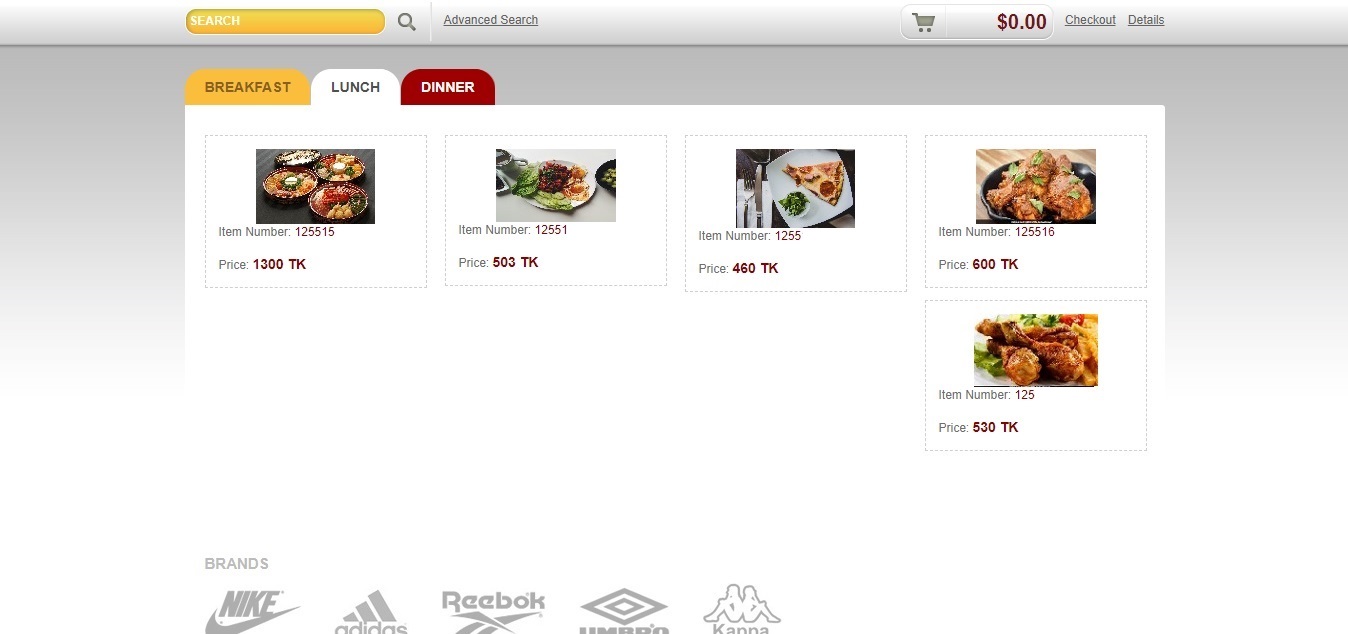 SEARCH
Advanced Search
$0.00
Checkout
Details
BREAKFAST
LUNCH
DINNER
Item Number: 125515
Price: 1300 TK
Item Number: 12551
Price: 503 TK
Item Number: 1255
Price: 460 TK
Item Number: 125516
Price: 600 TK
Item Number: 125
Price: 530 TK
BRANDS
NIKE
adidas
Reebok
UMBRO
Kappa